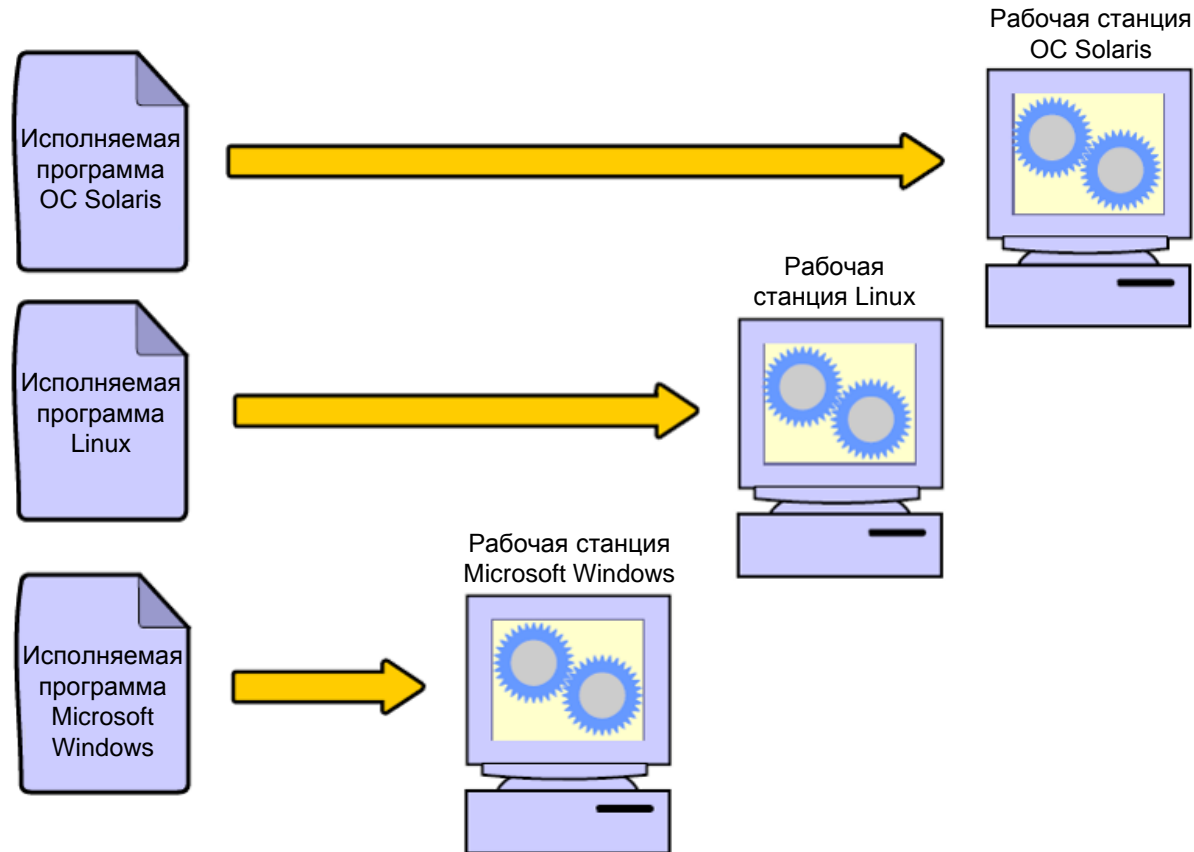 Рабочая станция
ОС Solaris
Исполняемая
программа
ОС Solaris
Рабочая
станция Linux
Исполняемая
программа
Linux
Рабочая станция
Microsoft Windows
Исполняемая
программа
Microsoft
Windows